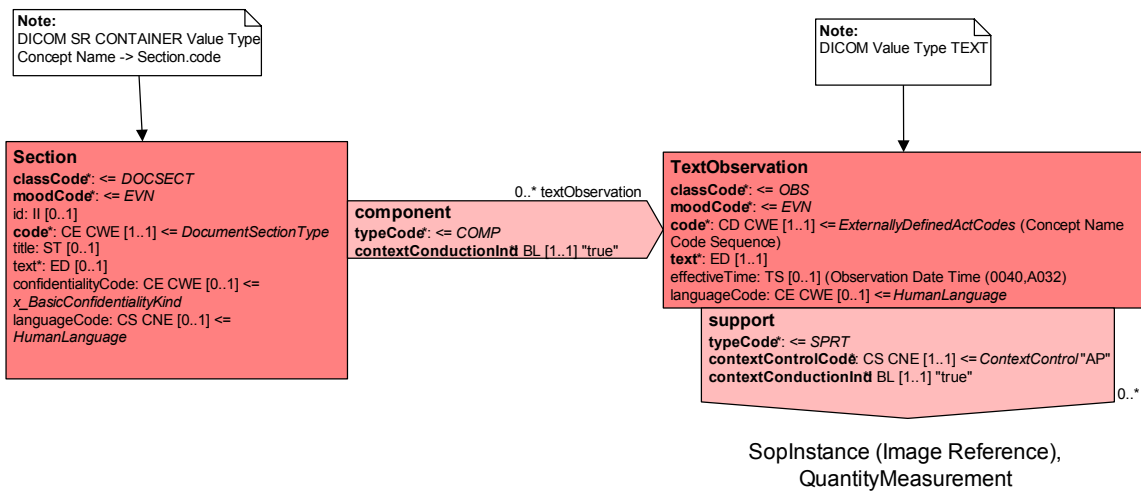 Note:
DICOM SR CONTAINER Value Type
Concept Name -> Section.code
Note:
DICOM Value Type TEXT
Section
classCode*: <= DOCSECT
moodCode*: <= EVN
id: II [0..1]
code*: CE CWE [1..1] <= DocumentSectionType
title: ST [0..1]
text*: ED [0..1]
confidentialityCode: CE CWE [0..1] <=
x_BasicConfidentialityKind
languageCode: CS CNE [0..1] <=
HumanLanguage
0..* textObservation
component
typeCode*: <= COMP
contextConductionInd*: BL [1..1] "true"
TextObservation
classCode*: <= OBS
moodCode*: <= EVN
code*: CD CWE [1..1] <= ExternallyDefinedActCodes (Concept Name
Code Sequence)
text*: ED [1..1]
effectiveTime: TS [0..1] (Observation Date Time (0040,A032)
languageCode: CE CWE [0..1] <= HumanLanguage
support
typeCode*: <= SPRT
contextControlCode*: CS CNE [1..1] <= ContextControl "AP"
contextConductionInd*: BL [1..1] "true"
0..*
SopInstance (Image Reference),
QuantityMeasurement